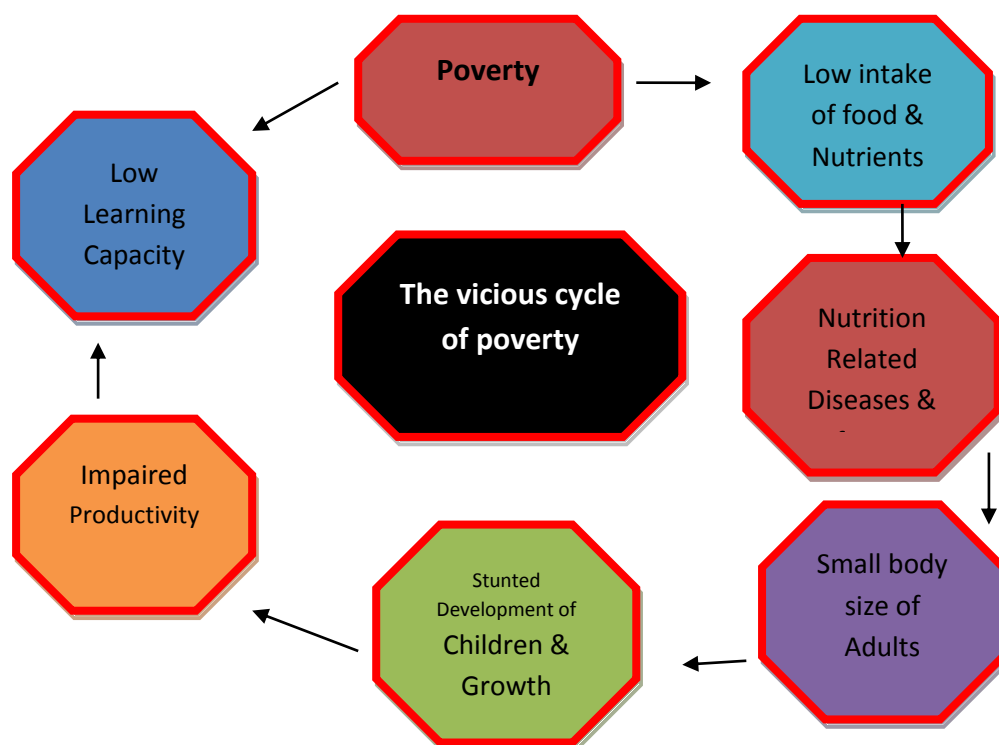 Poverty
Low intake
of food &
Nutrients
Low
Learning
Capacity
The vicious cycle
of poverty
Nutrition
Related
Diseases &
Impaired
Productivity
Small body
size of
Adults
Stunted
Development of
Children &
Growth